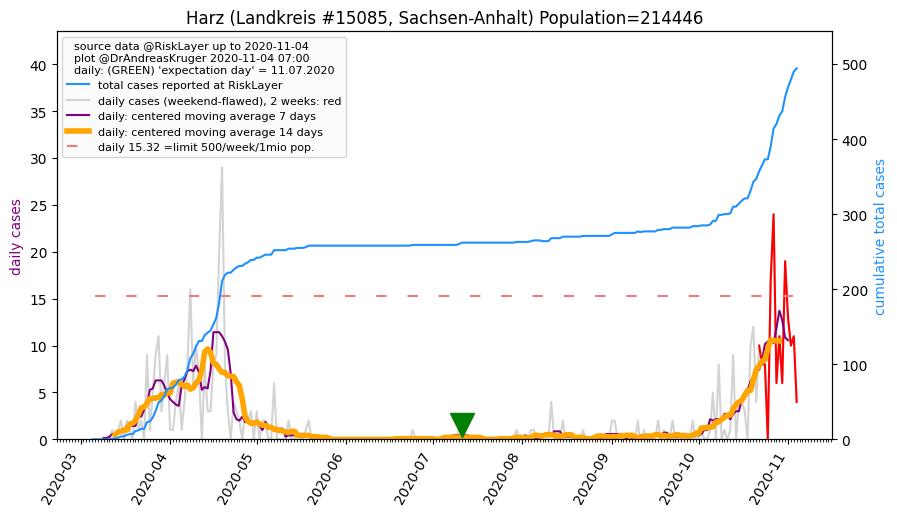 Harz (Landkreis #15085, Sachsen-Anhalt) Population=214446
source data @RiskLayer up to 2020-11-04
plot @DrAndreasKruger 2020-11-04 07:00
daily: (GREEN) 'expectation day' = 11.07.2020
total cases reported at RiskLayer
daily cases (weekend-flawed), 2 weeks: red
daily: centered moving average 7 days
daily: centered moving average 14 days
daily 15.32 =limit 500/week/1mio pop.
daily cases
40
35
30
25
20
15
10
5
0
cumulative total cases
500
400
300
200
100
0
2020-03
2020-04
2020-05
2020-06
2020-07
2020-08
2020-09
2020-10
2020-11